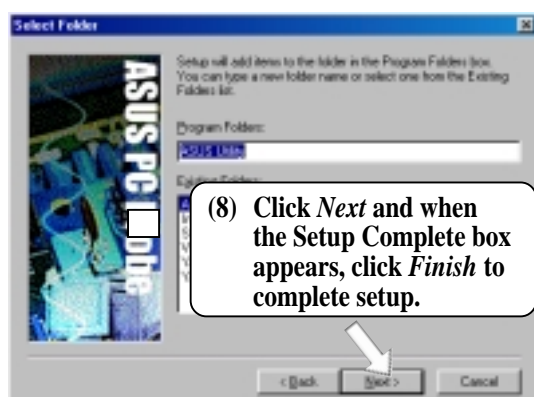 Select Folder
ASUS PC Probe
Setup will add items to the folder in the Program Folders box.
You can type a new folder name or select one from the Existing
Folders list.
Program Folders:
ASUS Utility
Existing Folders:
(8) Click Next and when
the Setup Complete box
appears, click Finish to
complete setup.
< Back
Next >
Cancel